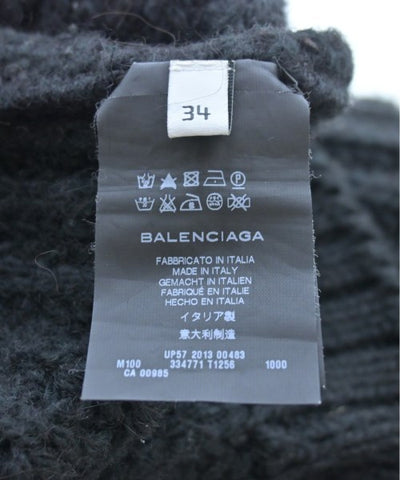 34
BALENCIAGA
FABBRICATO IN ITALIA
MADE IN ITALY
GEMACHT IN ITALIEN
FABRIQUÉ EN ITALIE
HECHO EN ITALIA
イタリア製
意大利制造
UP57 2013 00483
M100 334771 T1256 1000
CA 00985